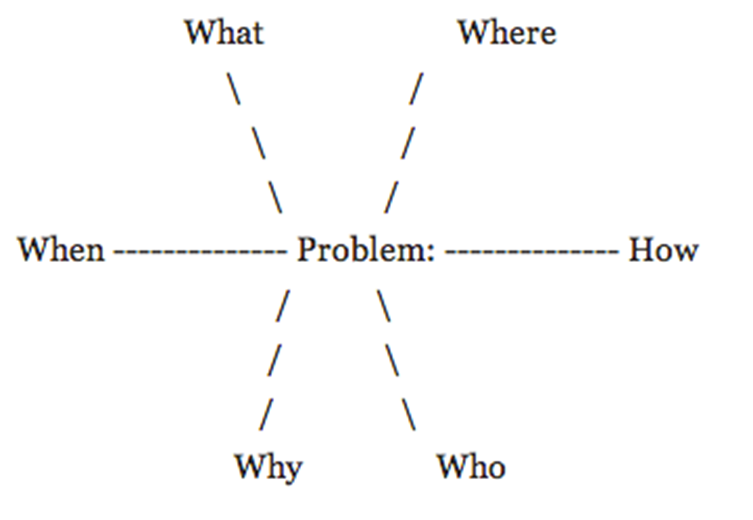 What Where
\ /
\ /
\ /
When -------------- Problem: -------------- How
/ \
/ \
/ \
Why Who